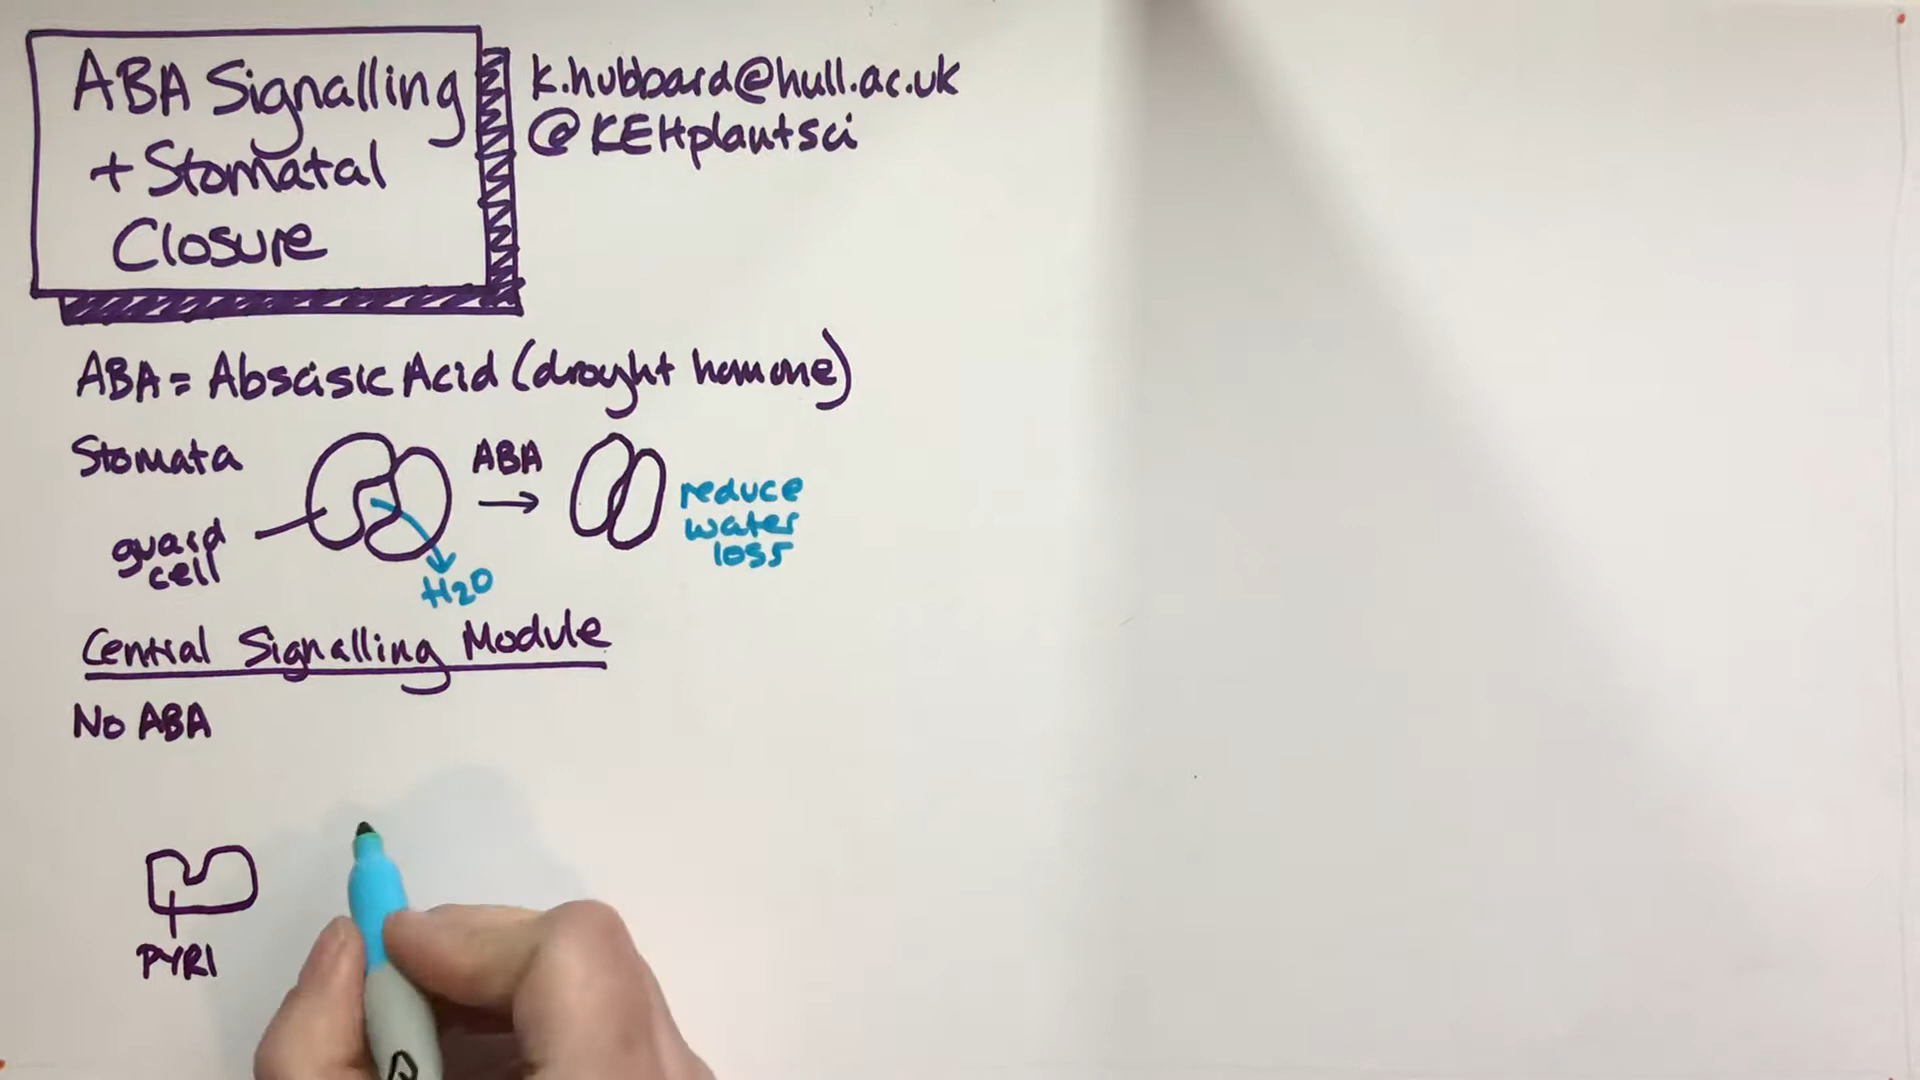 ABA Signalling
+ Stomatal
Closure
k.hubbard@hull.ac.uk
@KEHplantsci
ABA = Abscisic Acid (drought hormone)
Stomata
ABA
reduce
water
loss
guard
cell
H2O
Central Signalling Module
No ABA
PYR1